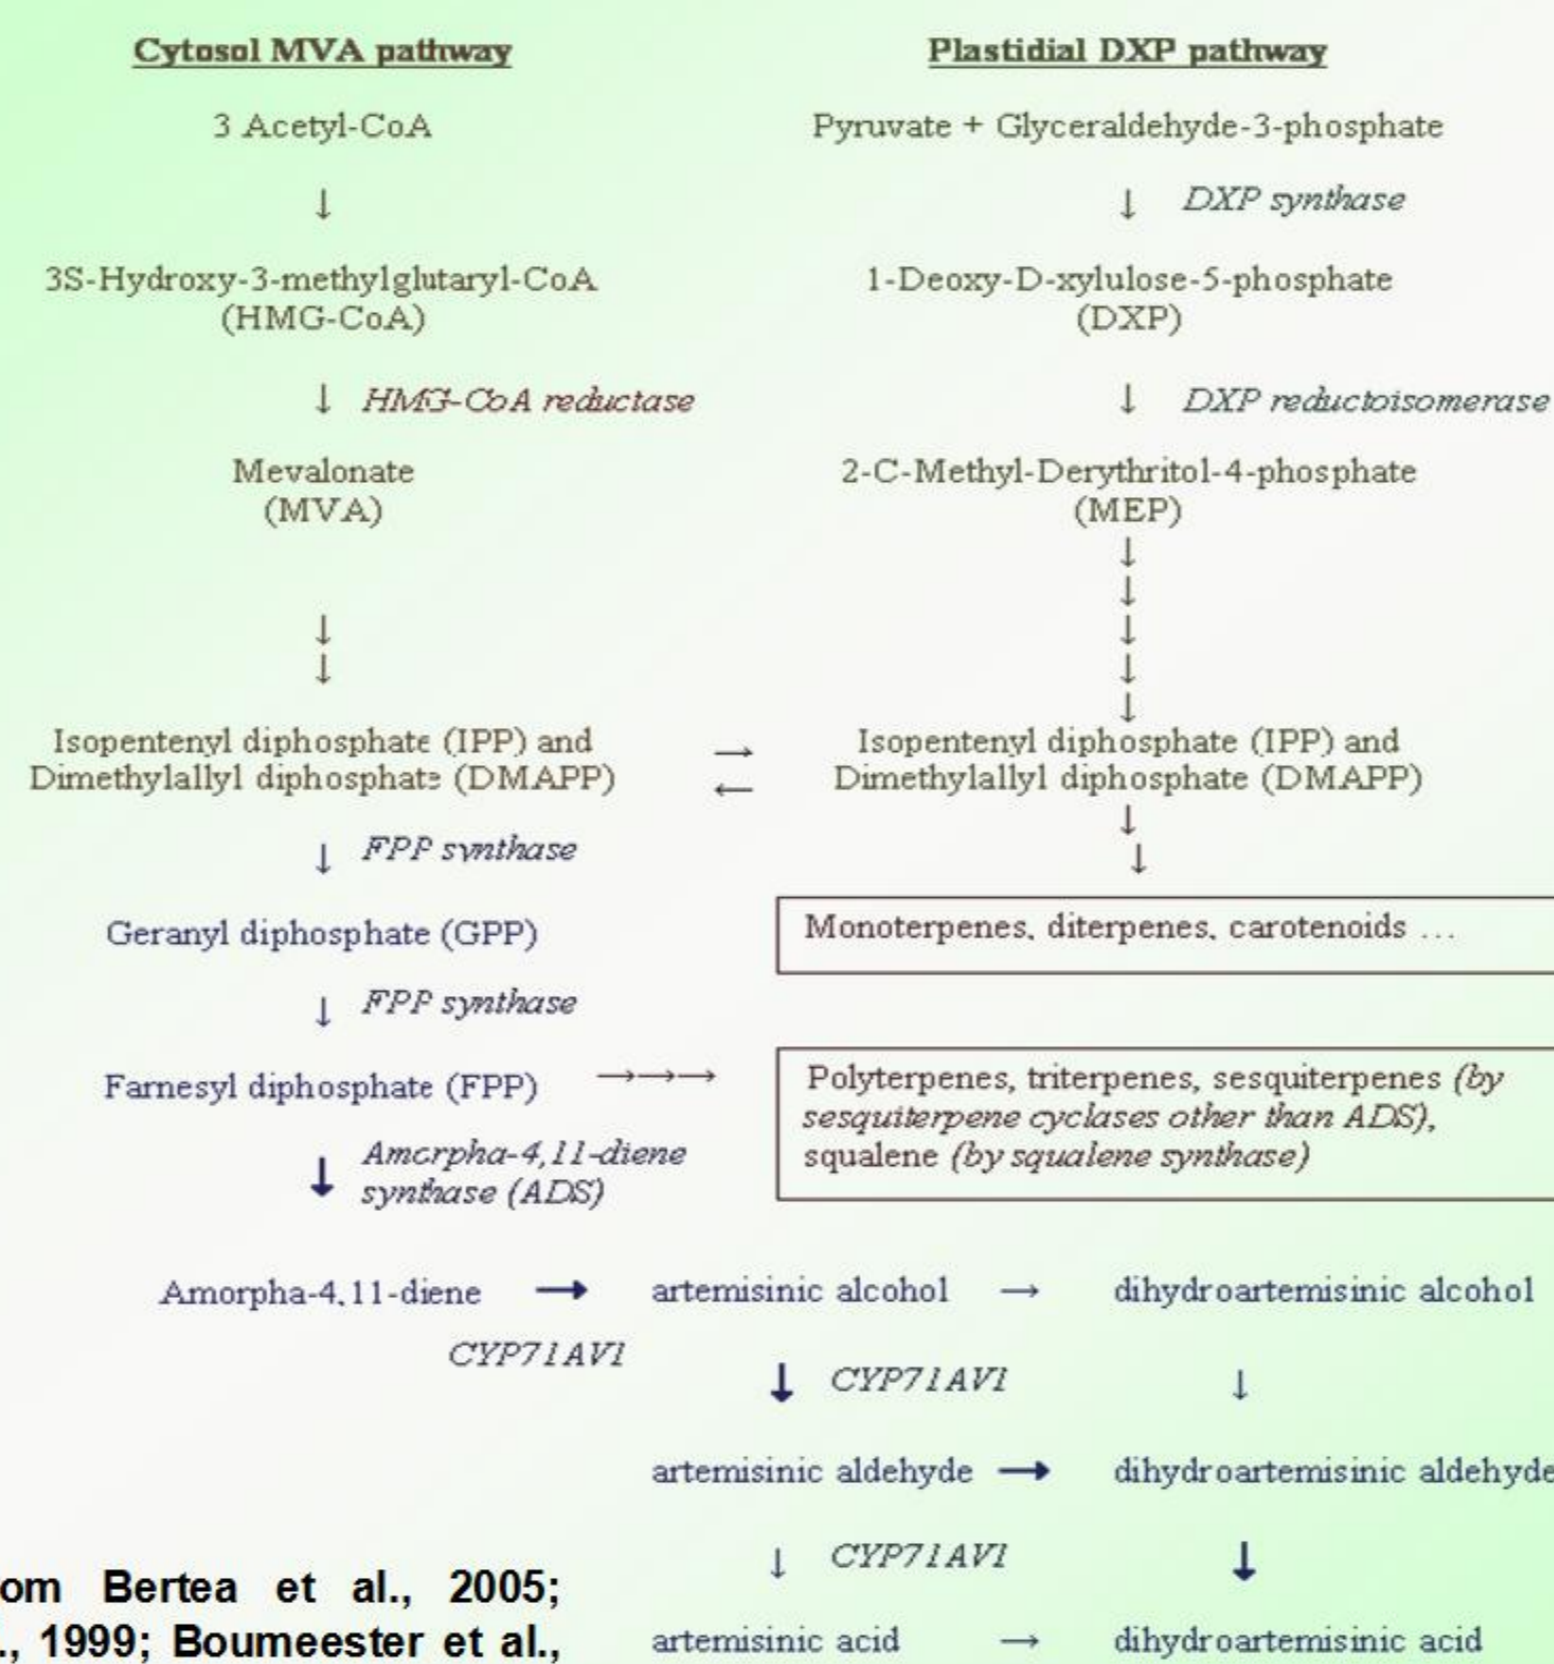 Cytosol MVA pathway
Plastidial DXP pathway
3 Acetyl-CoA
Pyruvate + Glyceraldehyde-3-phosphate
↓
↓ DXP synthase
3S-Hydroxy-3-methylglutaryl-CoA
(HMG-CoA)
1-Deoxy-D-xylulose-5-phosphate
(DXP)
↓ HMG-CoA reductase
↓ DXP reductoisomerase
Mevalonate
(MVA)
2-C-Methyl-Derythritol-4-phosphate
(MEP)
↓
↓
↓
↓
↓
↓
↓
Isopentenyl diphosphate (IPP) and
Dimethylallyl diphosphate (DMAPP)
→
←
Isopentenyl diphosphate (IPP) and
Dimethylallyl diphosphate (DMAPP)
↓ FPP synthase
↓
↓
Geranyl diphosphate (GPP)
Monoterpenes, diterpenes, carotenoids ...
↓ FPP synthase
Farnesyl diphosphate (FPP) →→→
Polyterpenes, triterpenes, sesquiterpenes (by
sesquiterpene cyclases other than ADS),
squalene (by squalene synthase)
↓ Amorpha-4,11-diene
synthase (ADS)
Amorpha-4,11-diene → artemisinic alcohol → dihydroartemisinic alcohol
CYP71AV1
↓ CYP71AV1 ↓
artemisinic aldehyde → dihydroartemisinic aldehyde
↓ CYP71AV1 ↓
om Bertea et al., 2005;
., 1999; Boumeester et al.,
artemisinic acid → dihydroartemisinic acid